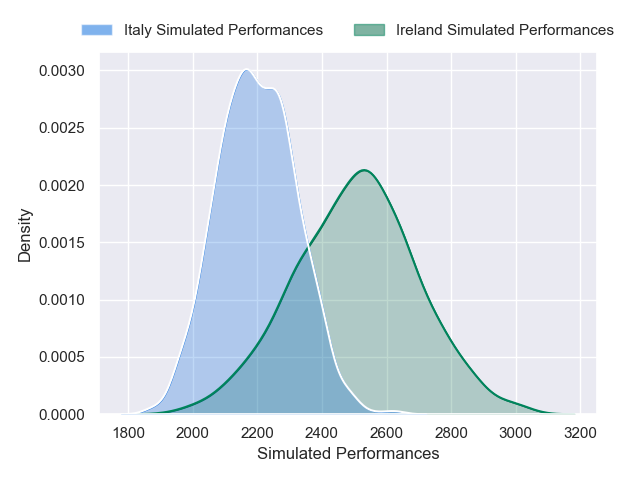 Italy Simulated Performances Ireland Simulated Performances
0.0030
0.0025
0.0020
0.0015
0.0010
0.0005
0.0000
Density
1800 2000 2200 2400 2600 2800 3000 3200
Simulated Performances